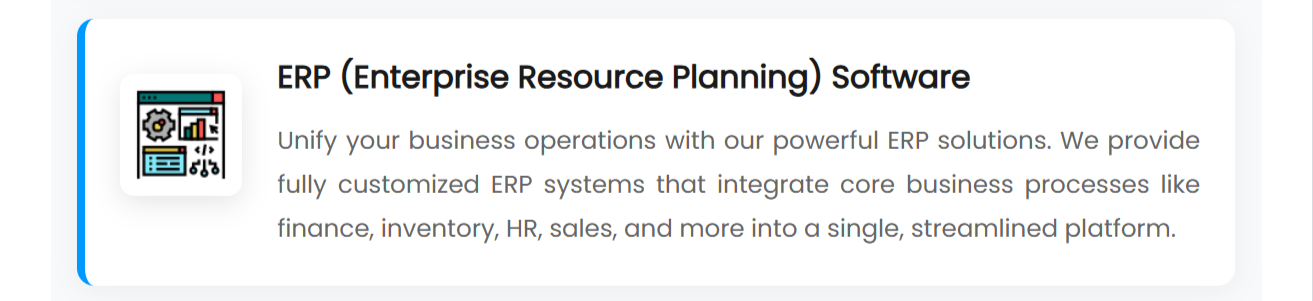 ERP (Enterprise Resource Planning) Software
Unify your business operations with our powerful ERP solutions. We provide
fully customized ERP systems that integrate core business processes like
finance, inventory, HR, sales, and more into a single, streamlined platform.